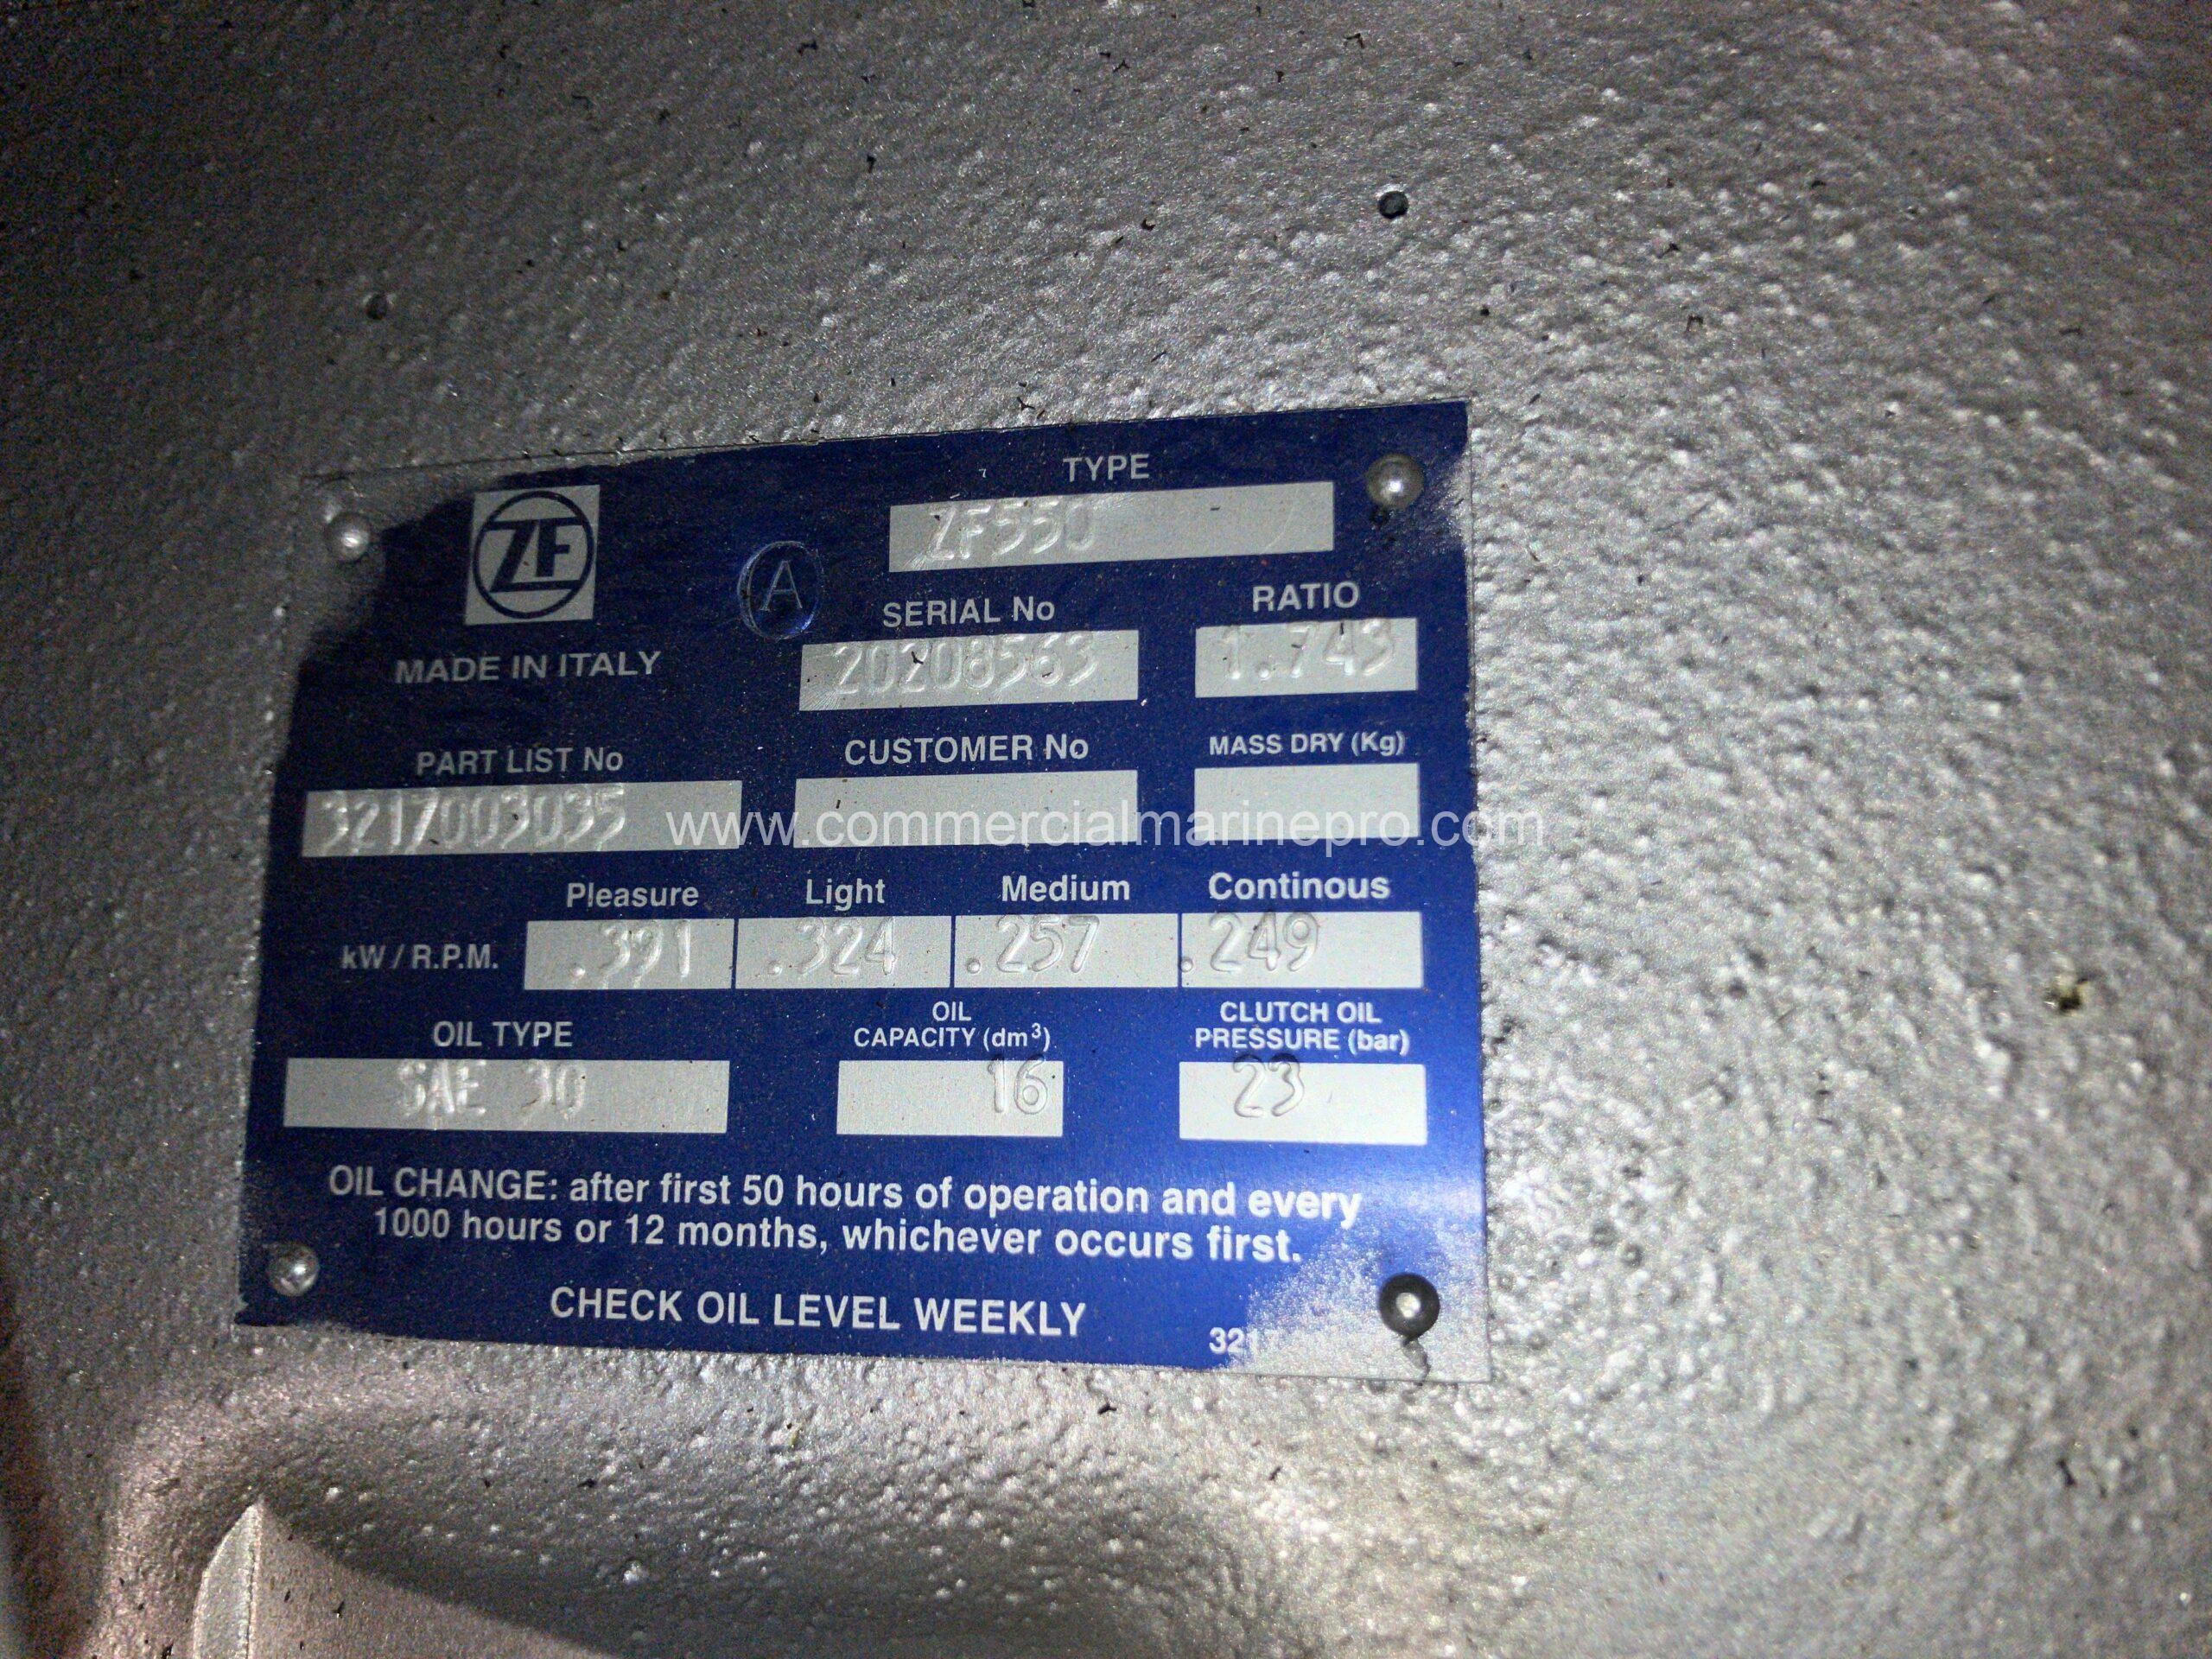 TYPE
ZF
A
ZF550
SERIAL No
RATIO
MADE IN ITALY
20208563
1.743
PART LIST No
CUSTOMER No
MASS DRY (Kg)
3217003035
www.commercialmarinepro.com
Pleasure Light Medium Continous
kW / R.P.M. .391 .324 .257 .249
OIL TYPE
OIL
CAPACITY (dm³)
CLUTCH OIL
PRESSURE (bar)
SAE 30
16
23
OIL CHANGE: after first 50 hours of operation and every
1000 hours or 12 months, whichever occurs first.
CHECK OIL LEVEL WEEKLY